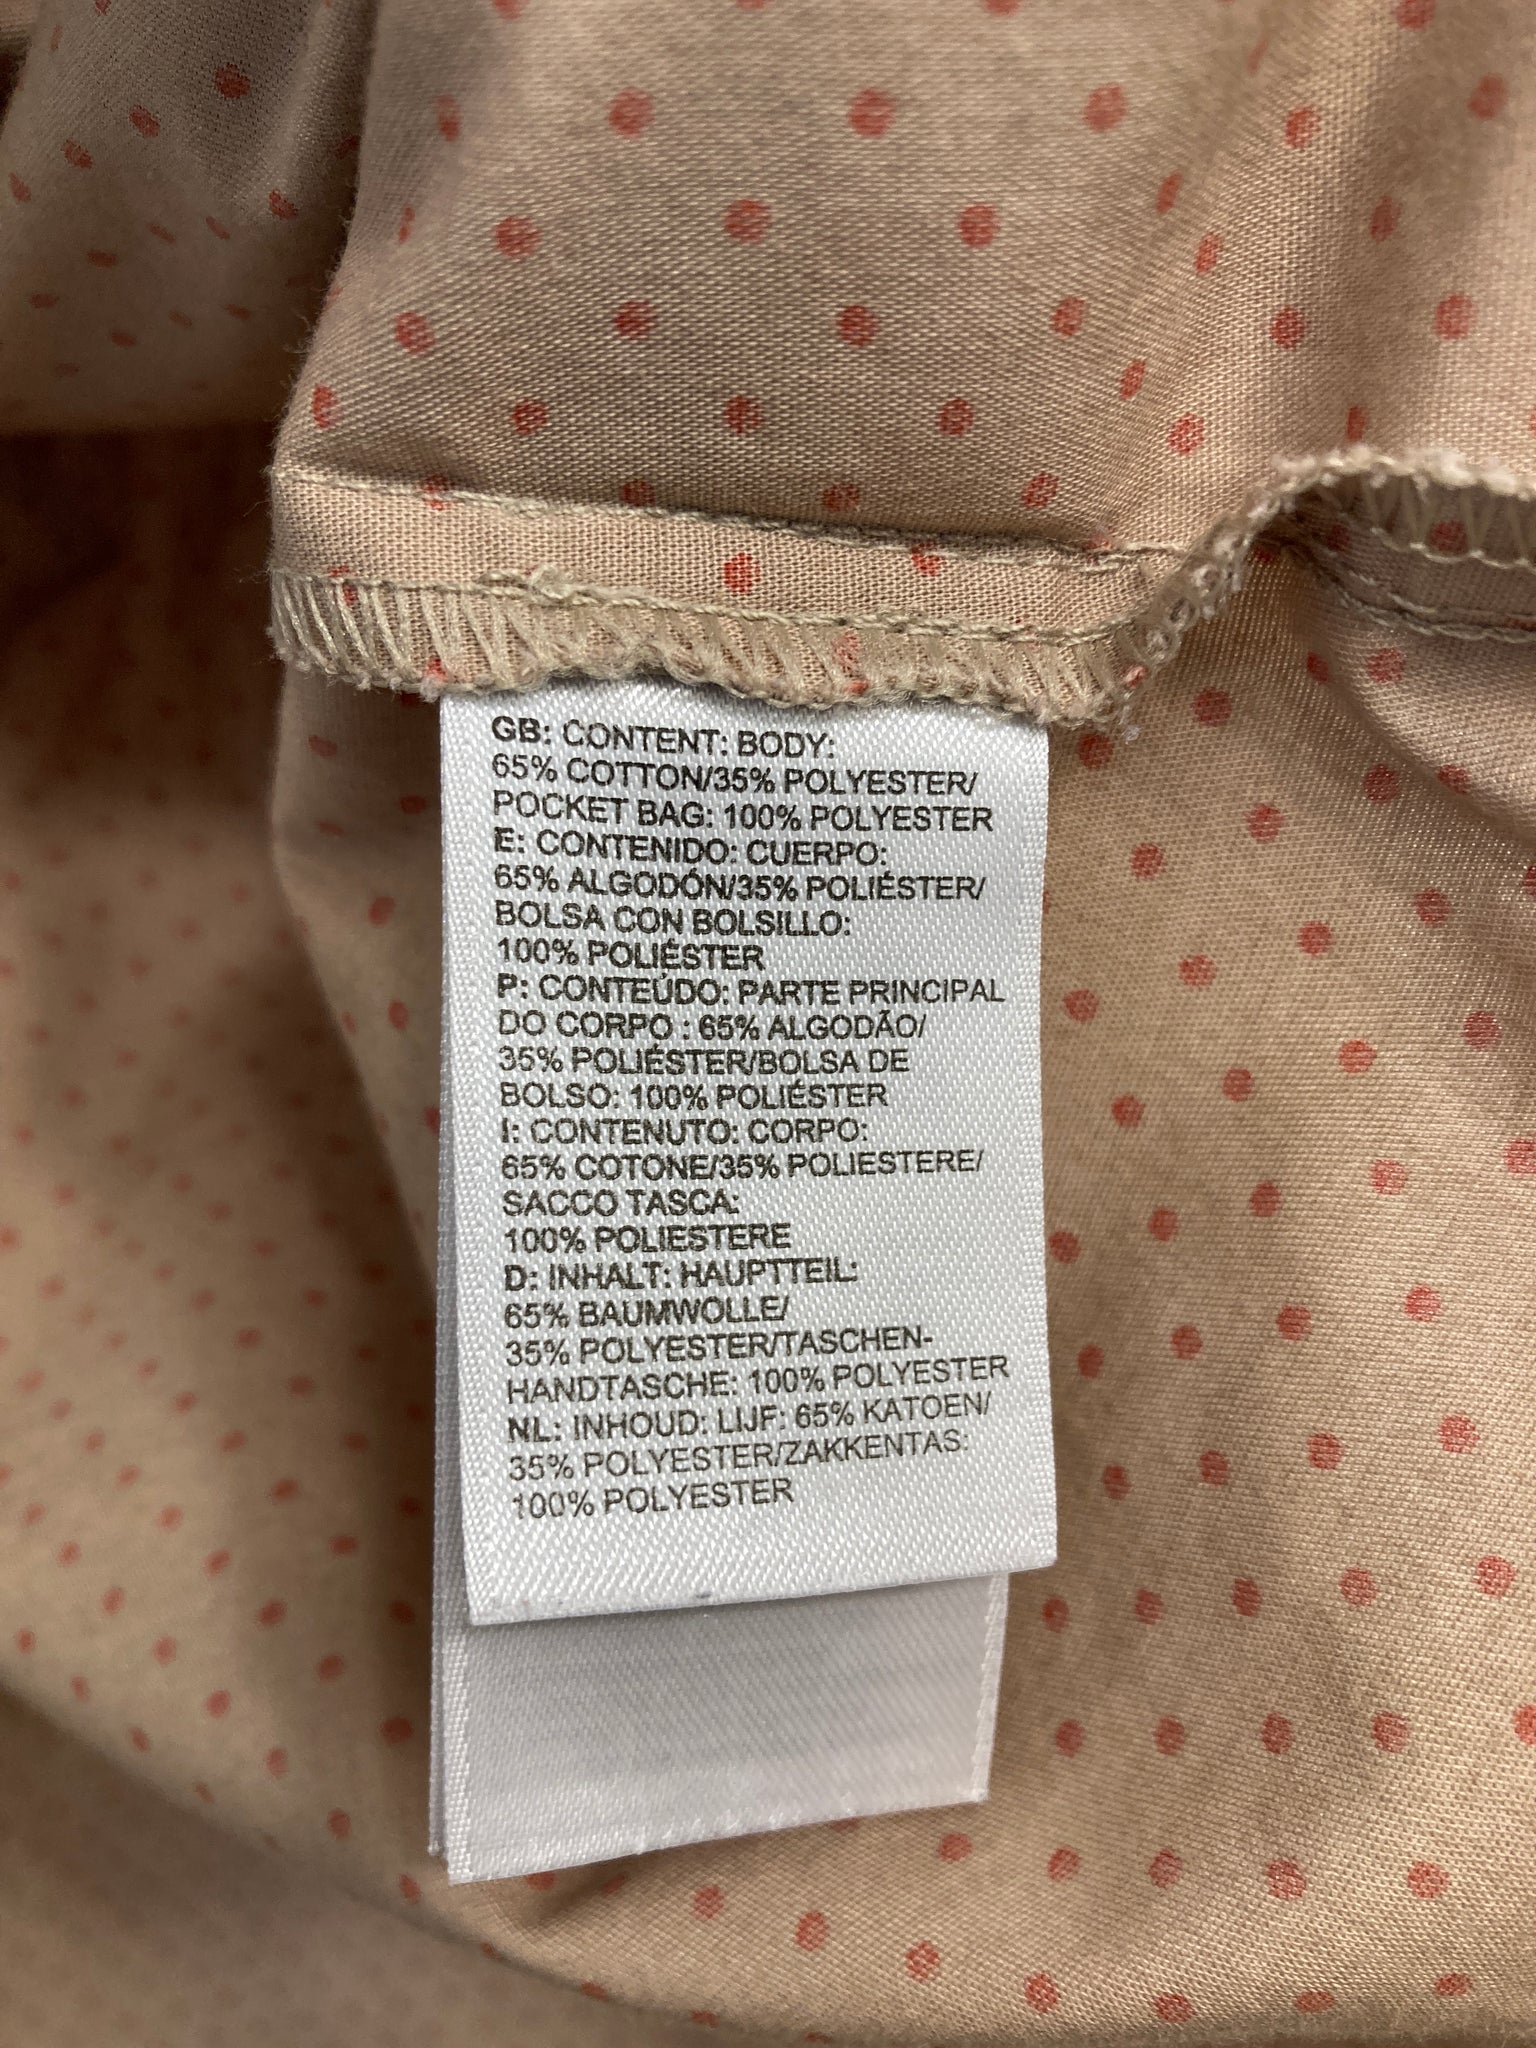 GB: CONTENT: BODY:
65% COTTON/35% POLYESTER/
POCKET BAG: 100% POLYESTER
E: CONTENIDO: CUERPO:
65% ALGODÓN/35% POLIÉSTER/
BOLSA CON BOLSILLO:
100% POLIÉSTER
P: CONTEÚDO: PARTE PRINCIPAL
DO CORPO : 65% ALGODÃO/
35% POLIÉSTER/BOLSA DE
BOLSO: 100% POLIÉSTER
I: CONTENUTO: CORPO:
65% COTONE/35% POLIESTERE/
SACCO TASCA:
100% POLIESTERE
D: INHALT: HAUPTTEIL:
65% BAUMWOLLE/
35% POLYESTER/TASCHEN-
HANDTASCHE: 100% POLYESTER
NL: INHOUD: LIJF: 65% KATOEN/
35% POLYESTER/ZAKKENTAS:
100% POLYESTER